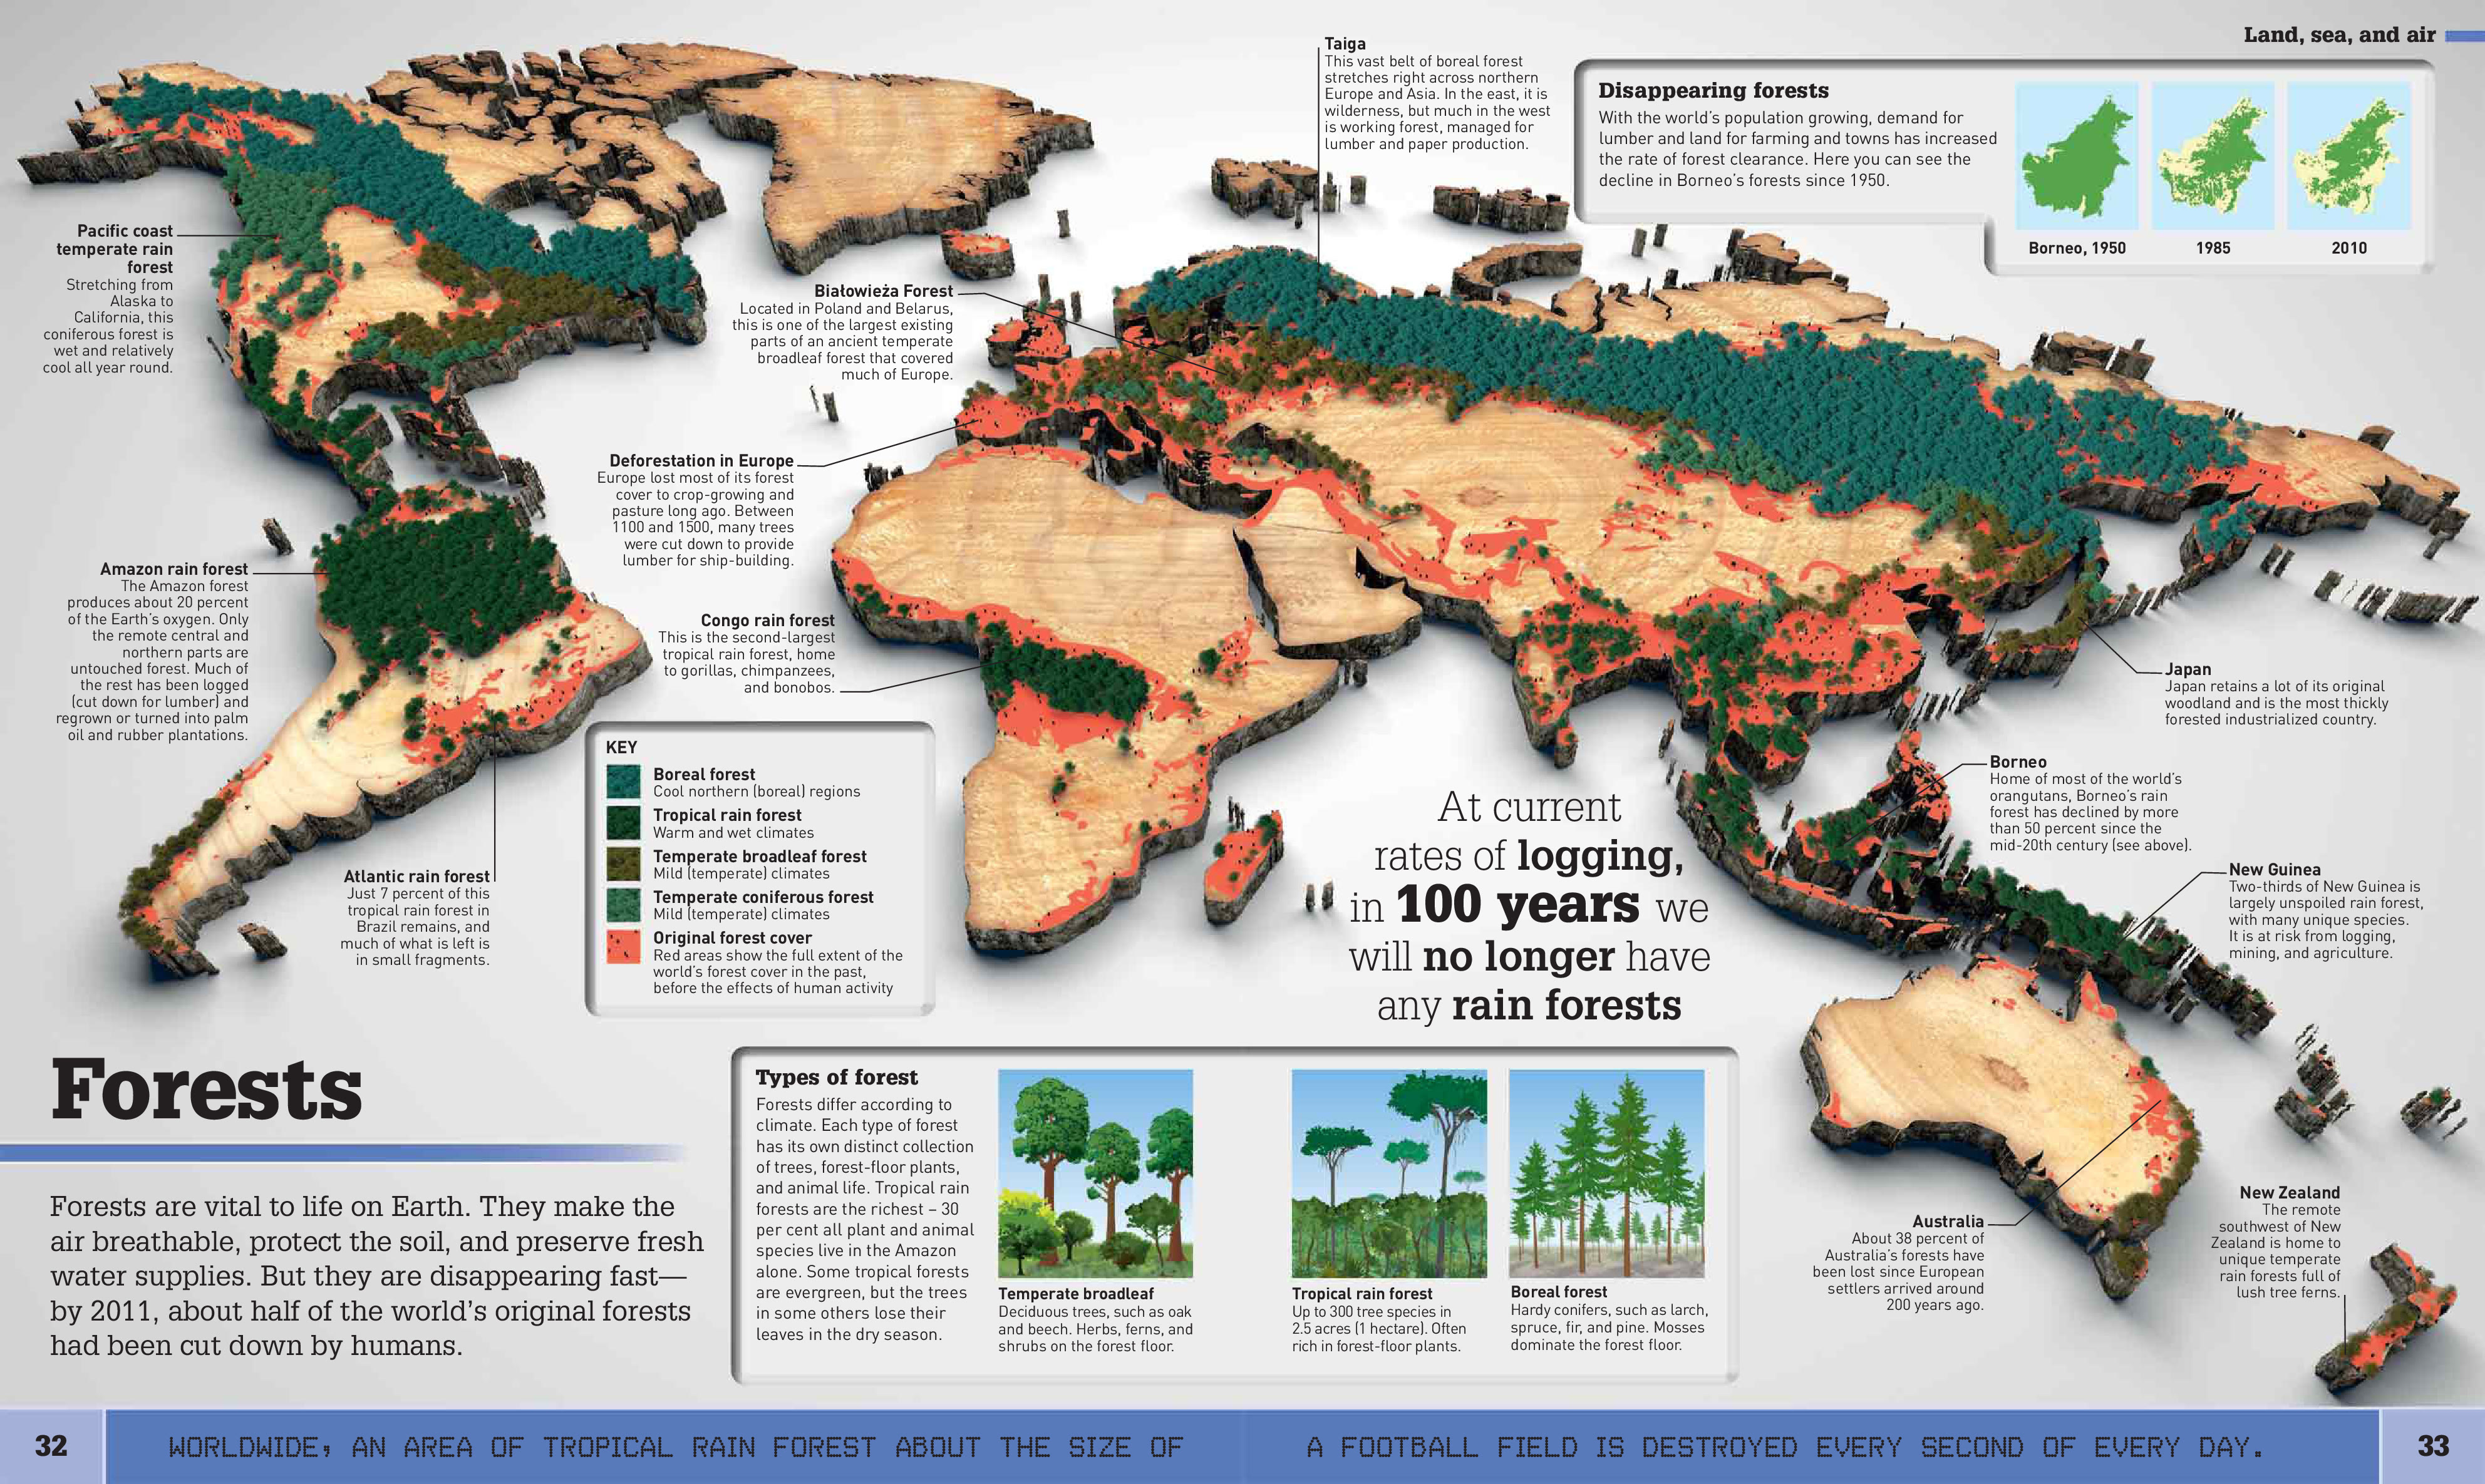 Land, sea, and air
Taiga
This vast belt of boreal forest
stretches right across northern
Europe and Asia. In the east, it is
wilderness, but much in the west
is working forest, managed for
lumber and paper production.
Disappearing forests
With the world's population growing, demand for
lumber and land for farming and towns has increased
the rate of forest clearance. Here you can see the
decline in Borneo's forests since 1950.
Borneo, 1950
1985
2010
Pacific coast
temperate rain
forest
Stretching from
Alaska to
California, this
coniferous forest is
wet and relatively
cool all year round.
Białowieża Forest
Located in Poland and Belarus,
this is one of the largest existing
parts of an ancient temperate
broadleaf forest that covered
much of Europe.
Deforestation in Europe
Europe lost most of its forest
cover to crop-growing and
pasture long ago. Between
1100 and 1500, many trees
were cut down to provide
lumber for ship-building.
Amazon rain forest
The Amazon forest
produces about 20 percent
of the Earth's oxygen. Only
the remote central and
northern parts are
untouched forest. Much of
the rest has been logged
(cut down for lumber) and
regrown or turned into palm
oil and rubber plantations.
Congo rain forest
This is the second-largest
tropical rain forest, home
to gorillas, chimpanzees,
and bonobos.
Japan
Japan retains a lot of its original
woodland and is the most thickly
forested industrialized country.
KEY
Boreal forest
Cool northern (boreal) regions
Tropical rain forest
Warm and wet climates
Temperate broadleaf forest
Mild (temperate) climates
Temperate coniferous forest
Mild (temperate) climates
Original forest cover
Red areas show the full extent of the
world's forest cover in the past,
before the effects of human activity
Borneo
Home of most of the world's
orangutans, Borneo's rain
forest has declined by more
than 50 percent since the
mid-20th century (see above).
At current
rates of logging,
in 100 years we
will no longer have
any rain forests
New Guinea
Two-thirds of New Guinea is
largely unspoiled rain forest,
with many unique species.
It is at risk from logging,
mining, and agriculture.
Atlantic rain forest
Just 7 percent of this
tropical rain forest in
Brazil remains, and
much of what is left is
in small fragments.
Forests
Forests are vital to life on Earth. They make the
air breathable, protect the soil, and preserve fresh
water supplies. But they are disappearing fast—
by 2011, about half of the world's original forests
had been cut down by humans.
Types of forest
Forests differ according to
climate. Each type of forest
has its own distinct collection
of trees, forest-floor plants,
and animal life. Tropical rain
forests are the richest – 30
per cent all plant and animal
species live in the Amazon
alone. Some tropical forests
are evergreen, but the trees
in some others lose their
leaves in the dry season.
Temperate broadleaf
Deciduous trees, such as oak
and beech. Herbs, ferns, and
shrubs on the forest floor.
Tropical rain forest
Up to 300 tree species in
2.5 acres (1 hectare). Often
rich in forest-floor plants.
Boreal forest
Hardy conifers, such as larch,
spruce, fir, and pine. Mosses
dominate the forest floor.
Australia
About 38 percent of
Australia's forests have
been lost since European
settlers arrived around
200 years ago.
New Zealand
The remote
southwest of New
Zealand is home to
unique temperate
rain forests full of
lush tree ferns.
32
WORLDWIDE, AN AREA OF TROPICAL RAIN FOREST ABOUT THE SIZE OF
A FOOTBALL FIELD IS DESTROYED EVERY SECOND OF EVERY DAY.
33